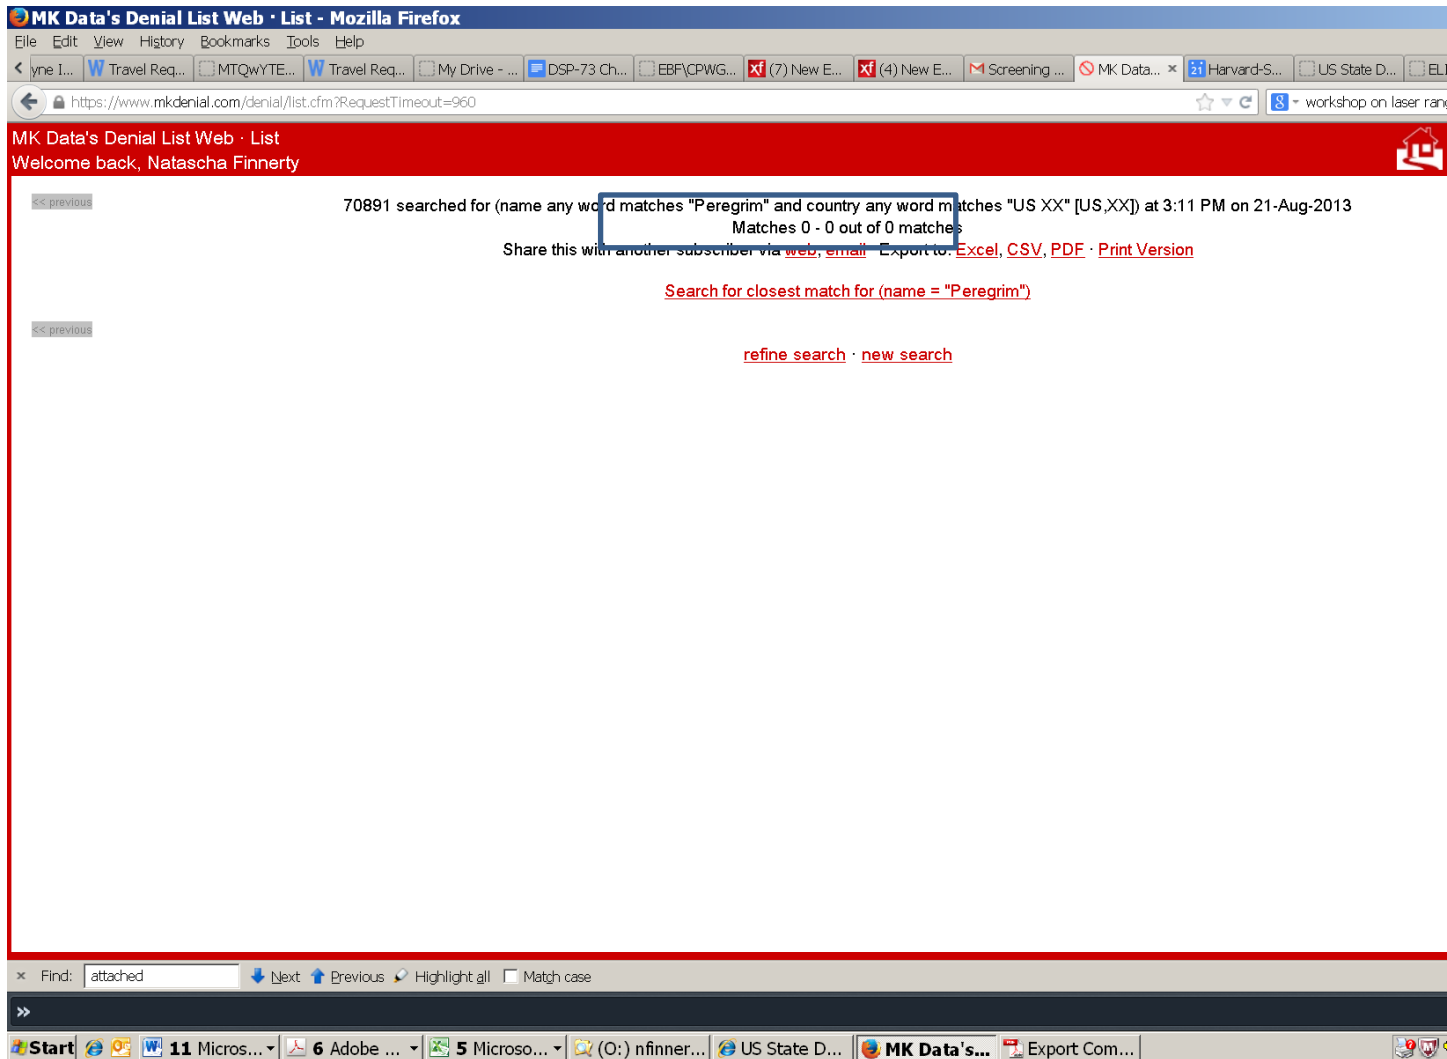 MK Data's Denial List Web · List - Mozilla Firefox
File Edit View History Bookmarks Tools Help
yne I... Travel Req... MTQwYTE... Travel Req... My Drive - ... DSP-73 Ch... EBF\CPWG... (7) New E... (4) New E... Screening ... MK Data... × Harvard-S... US State D... ELI
https://www.mkdenial.com/denial/list.cfm?RequestTimeout=960 workshop on laser rang
MK Data's Denial List Web · List
Welcome back, Natascha Finnerty
<< previous
70891 searched for (name any word matches "Peregrim" and country any word matches "US XX" [US,XX]) at 3:11 PM on 21-Aug-2013
Matches 0 - 0 out of 0 matches
Share this with another subscriber via web, email · Export to: Excel, CSV, PDF · Print Version
Search for closest match for (name = "Peregrim")
<< previous
refine search · new search
× Find: attached Next Previous Highlight all Match case
»
Start 11 Micros... 6 Adobe ... 5 Microso... (O:) nfinner... US State D... MK Data's... Export Com...